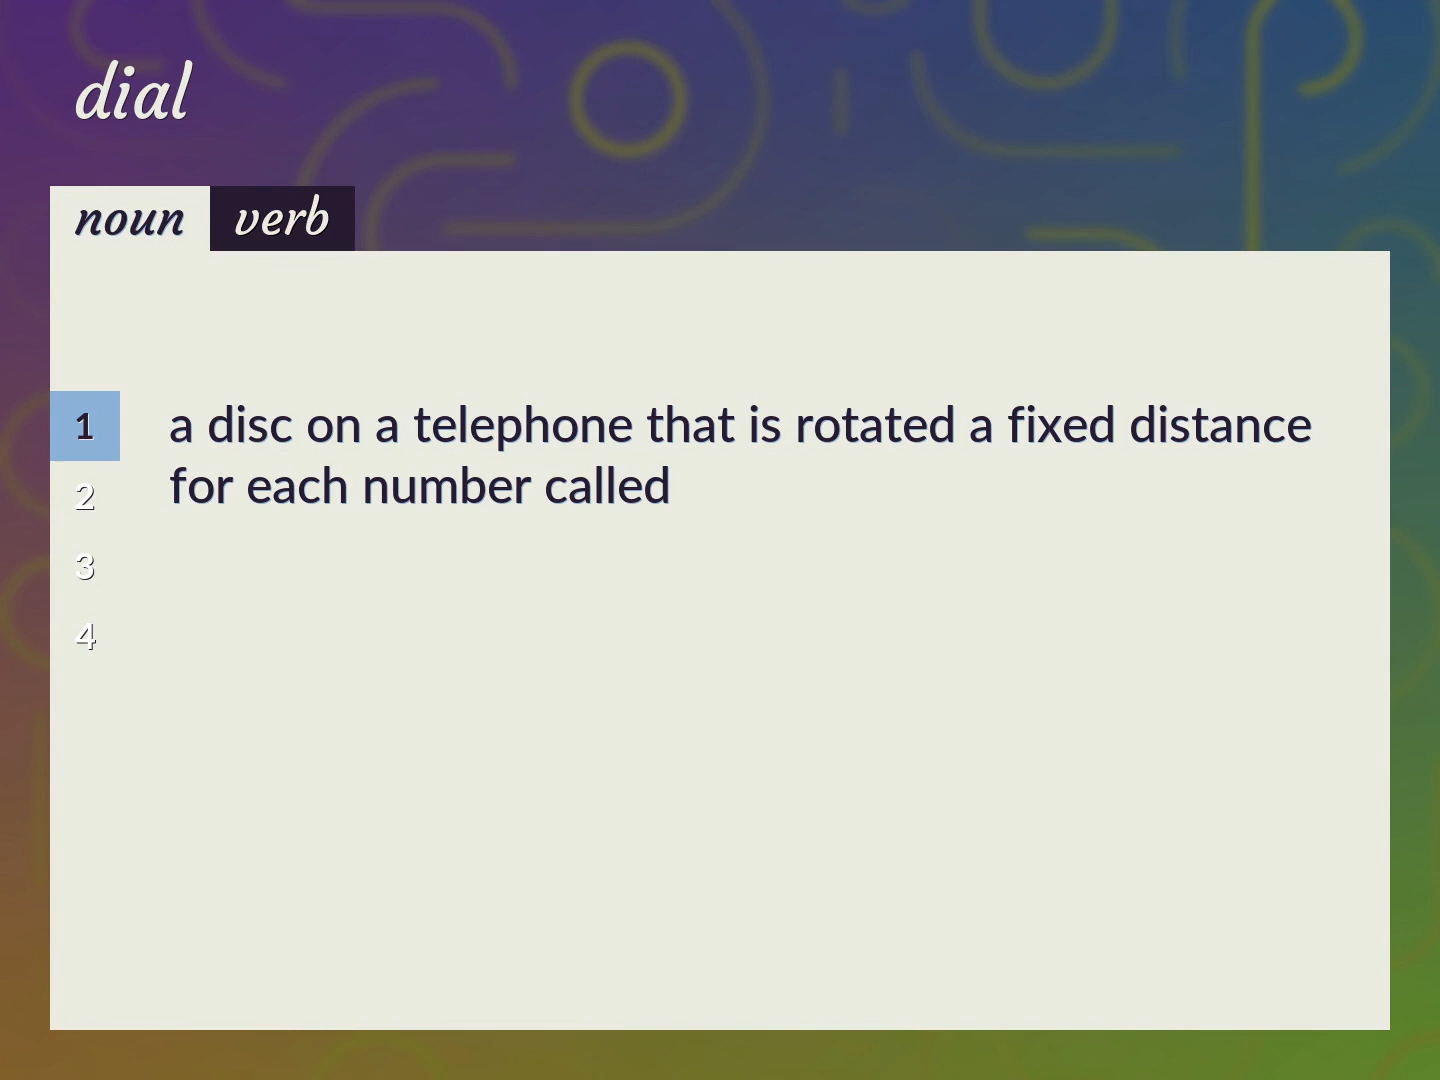 dial
noun verb
1 a disc on a telephone that is rotated a fixed distance
for each number called
2
3
4